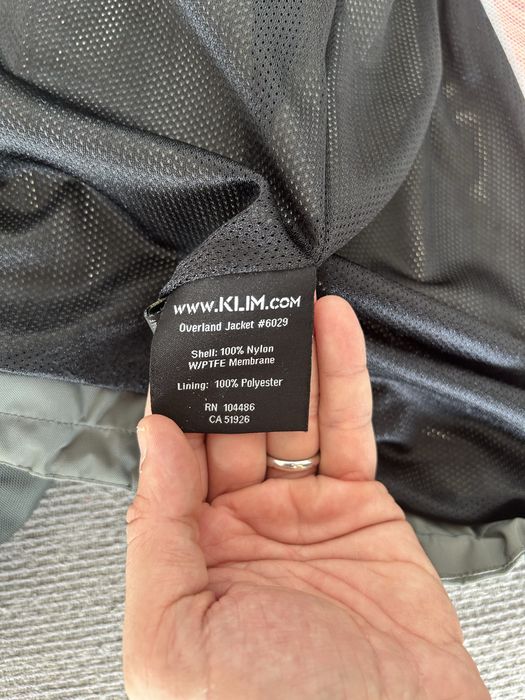 WWW.KLIM.COM
Overland Jacket #6029
Shell: 100% Nylon
W/PTFE Membrane
Lining: 100% Polyester
RN 104486
CA 51926